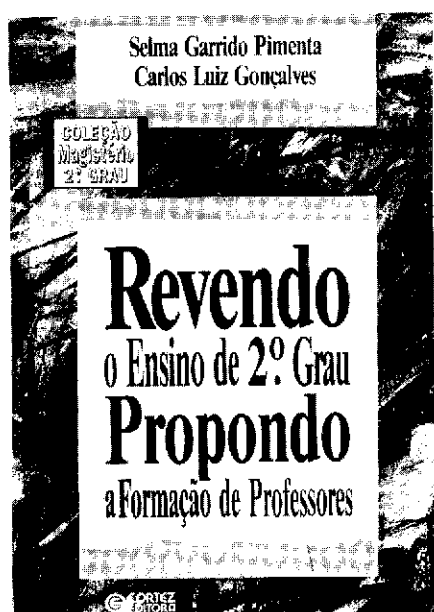 Selma Garrido Pimenta
Carlos Luiz Gonçalves
COLEÇÃO
Magistério
2º GRAU
Revendo
o Ensino de 2º Grau
Propondo
a Formação de Professores
CORTEZ
EDITORA